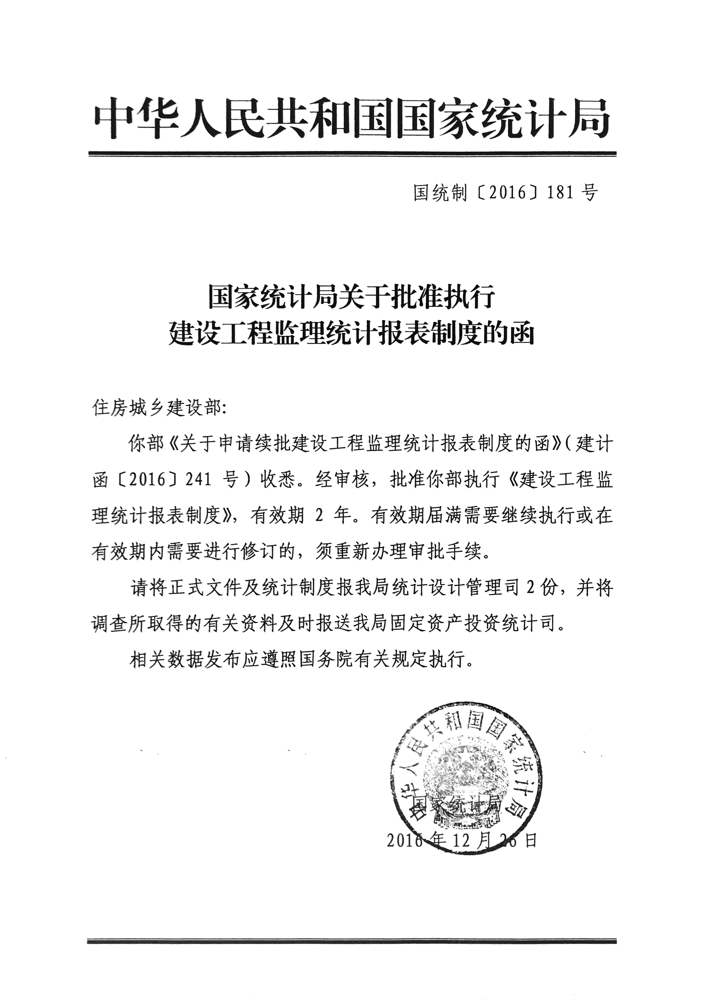 中华人民共和国国家统计局
国统制〔2016〕181 号
国家统计局关于批准执行
建设工程监理统计报表制度的函
住房城乡建设部:
你部《关于申请续批建设工程监理统计报表制度的函》(建计
函〔2016〕241 号)收悉。经审核，批准你部执行《建设工程监
理统计报表制度》，有效期 2 年。有效期届满需要继续执行或在
有效期内需要进行修订的，须重新办理审批手续。
请将正式文件及统计制度报我局统计设计管理司 2 份，并将
调查所取得的有关资料及时报送我局固定资产投资统计司。
相关数据发布应遵照国务院有关规定执行。
中华人民共和国国家统计局
国家统计局
2016 年 12 月 26 日